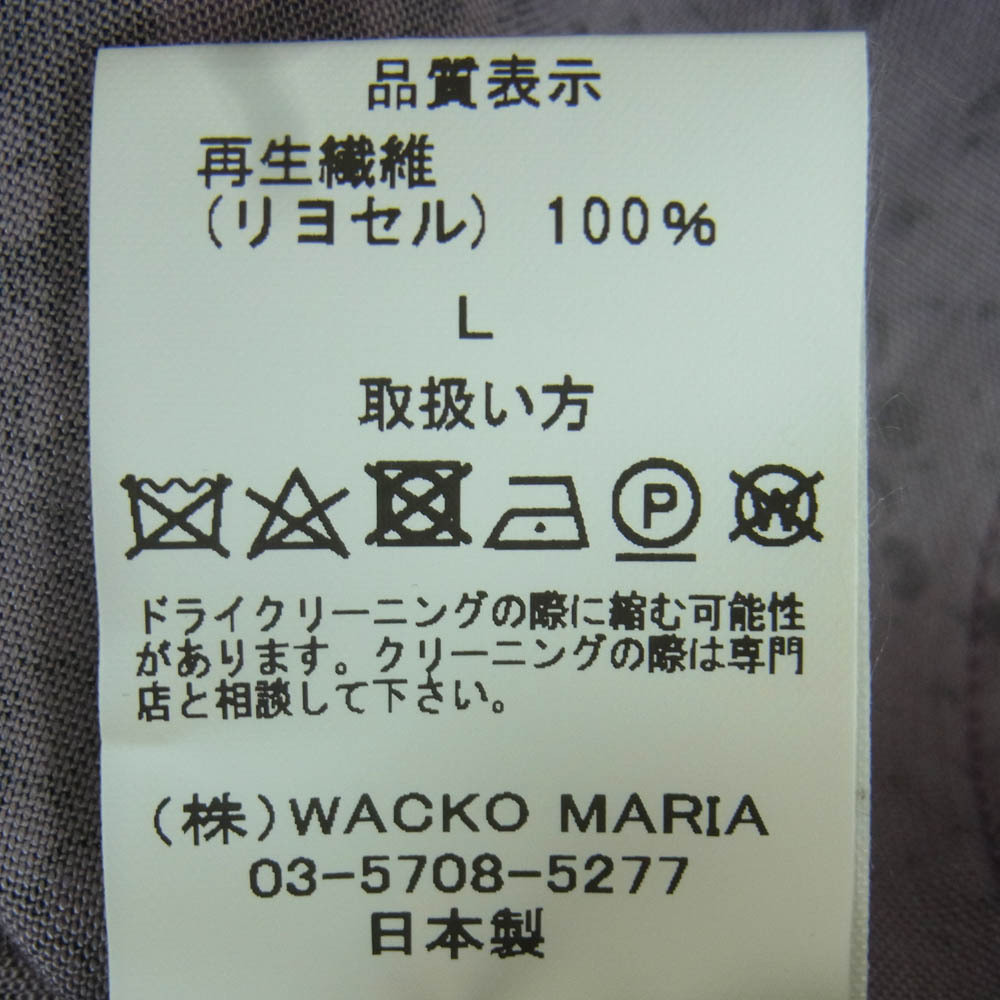 品質表示
再生繊維
(リヨセル) 100%
L
取扱い方
P
W
ドライクリーニングの際に縮む可能性
があります。クリーニングの際は専門
店と相談して下さい。
(株)WACKO MARIA
03-5708-5277
日本製